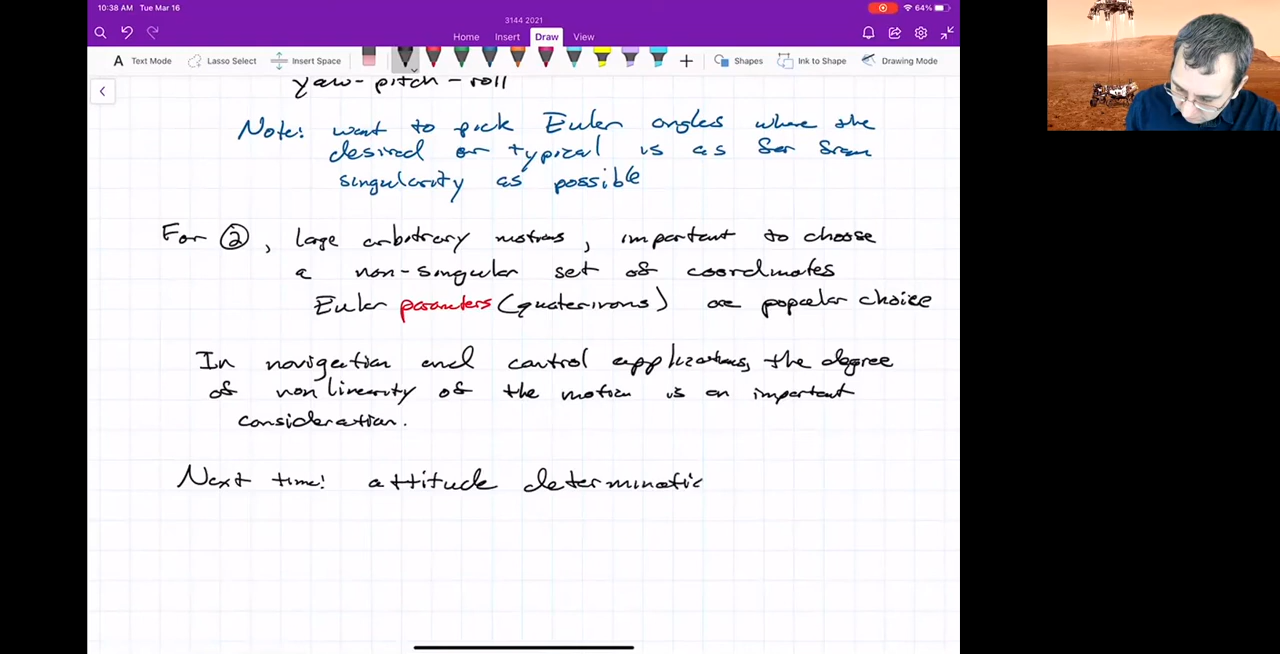 10:38 AM Tue Mar 16
64%
3144 2021
Home Insert Draw View
Text Mode Lasso Select Insert Space Shapes Ink to Shape Drawing Mode
yaw-pitch-roll
Note: want to pick Euler angles where the
desired or typical is as far from
singularity as possible
For ②, large arbitrary motions, important to choose
a non-singular set of coordinates
Euler parameters (quaternions) are popular choice
In navigation and control applications, the degree
of nonlinearity of the motion is an important
consideration.
Next time: attitude determinatio